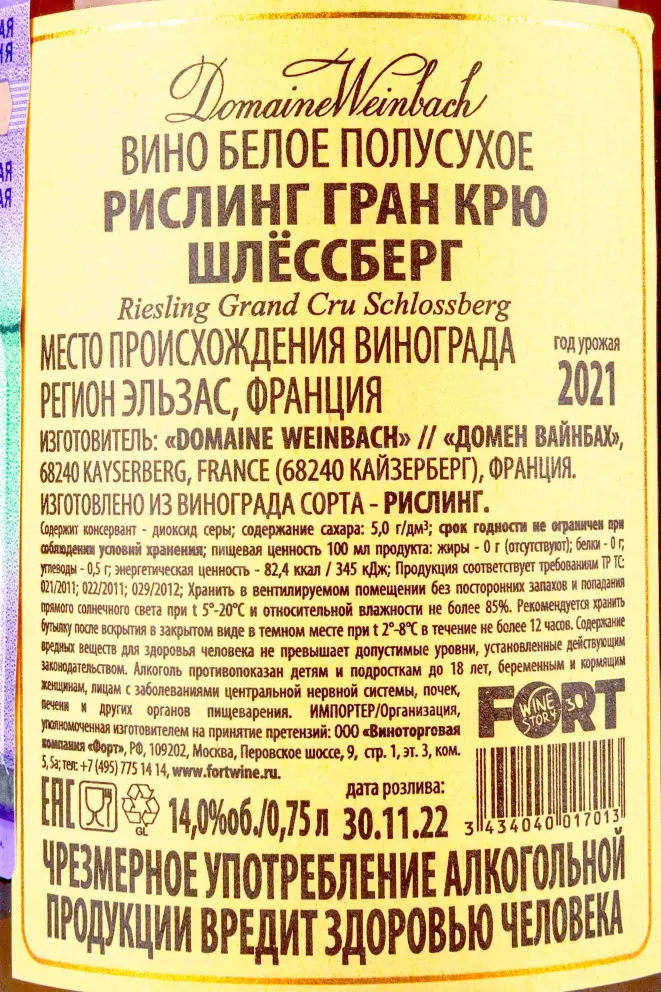 АЯ
ИЯ
АЯ
АЯ
Domaine Weinbach
ВИНО БЕЛОЕ ПОЛУСУХОЕ
РИСЛИНГ ГРАН КРЮ
ШЛЁССБЕРГ
Riesling Grand Cru Schlossberg
МЕСТО ПРОИСХОЖДЕНИЯ ВИНОГРАДА
РЕГИОН ЭЛЬЗАС, ФРАНЦИЯ
год урожая
2021
ИЗГОТОВИТЕЛЬ: «DOMAINE WEINBACH» // «ДОМЕН ВАЙНБАХ»,
68240 KAYSERBERG, FRANCE (68240 КАЙЗЕРБЕРГ), ФРАНЦИЯ.
ИЗГОТОВЛЕНО ИЗ ВИНОГРАДА СОРТА - РИСЛИНГ.
Содержит консервант - диоксид серы; содержание сахара: 5,0 г/дм³; срок годности не ограничен при
соблюдении условий хранения; пищевая ценность 100 мл продукта: жиры - 0 г (отсутствуют); белки - 0 г;
углеводы - 0,5 г; энергетическая ценность - 82,4 ккал / 345 кДж; Продукция соответствует требованиям ТР ТС:
021/2011; 022/2011; 029/2012; Хранить в вентилируемом помещении без посторонних запахов и попадания
прямого солнечного света при t 5°-20°С и относительной влажности не более 85%. Рекомендуется хранить
бутылку после вскрытия в закрытом виде в темном месте при t 2°-8°С в течение не более 12 часов. Содержание
вредных веществ для здоровья человека не превышает допустимые уровни, установленные действующим
законодательством. Алкоголь противопоказан детям и подросткам до 18 лет, беременным и кормящим
женщинам, лицам с заболеваниями центральной нервной системы, почек,
печени и других органов пищеварения. ИМПОРТЕР/Организация,
уполномоченная изготовителем на принятие претензий: ООО «Виноторговая
компания «Форт», РФ, 109202, Москва, Перовское шоссе, 9, стр. 1, эт. 3, ком.
5, 5а; тел: +7 (495) 775 14 14, www.fortwine.ru.
FORT
WINE
STORY
30
EAC
GL
14,0%об./0,75 л
дата розлива:
30.11.22
3 434040 017013
ЧРЕЗМЕРНОЕ УПОТРЕБЛЕНИЕ АЛКОГОЛЬНОЙ
ПРОДУКЦИИ ВРЕДИТ ЗДОРОВЬЮ ЧЕЛОВЕКА